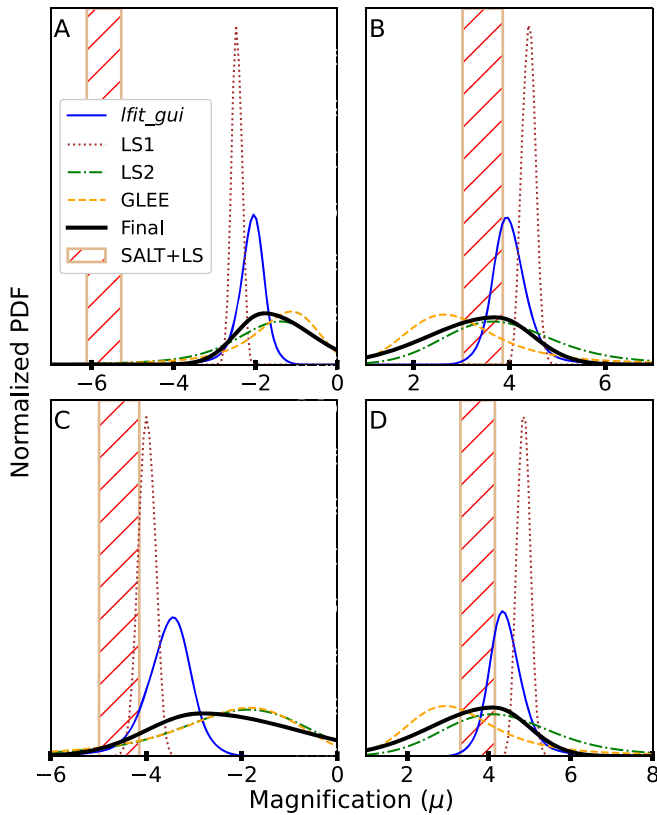 A
B
lfit_gui
LS1
LS2
GLEE
Final
SALT+LS
−6
−4
−2
0
2
4
6
Normalized PDF
C
D
−6
−4
−2
0
2
4
6
8
Magnification (μ)